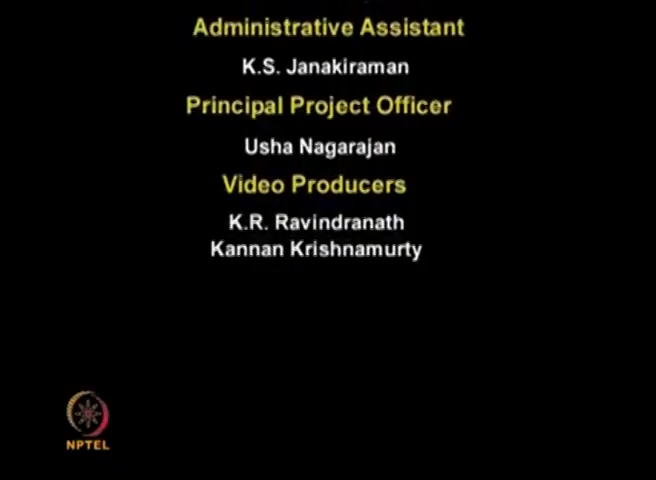 Administrative Assistant
K.S. Janakiraman
Principal Project Officer
Usha Nagarajan
Video Producers
K.R. Ravindranath
Kannan Krishnamurty
NPTEL